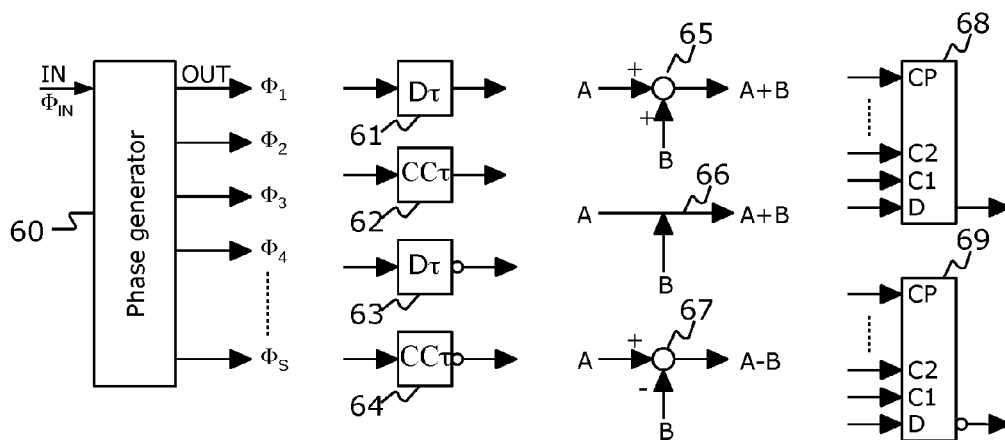 IN
Φ_IN
OUT
Phase generator
60
Φ1
Φ2
Φ3
Φ4
ΦS
Dτ
61
CCτ
62
Dτ
63
CCτ
64
65
A
+
+
A+B
B
66
A
A+B
B
67
A
+
-
A-B
B
68
CP
C2
C1
D
69
CP
C2
C1
D